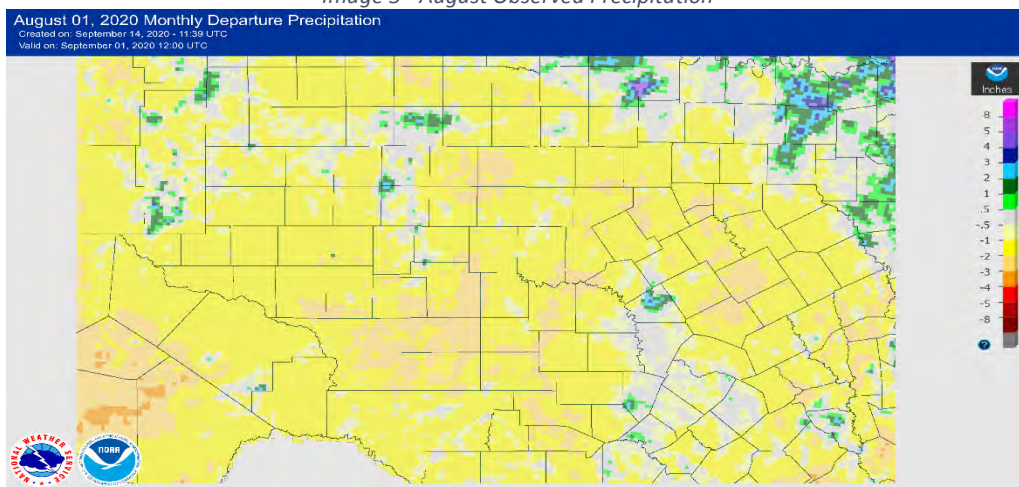 Image 3 - August Observed Precipitation
August 01, 2020 Monthly Departure Precipitation
Created on: September 14, 2020 - 11:39 UTC
Valid on: September 01, 2020 12:00 UTC
Inches
8
5
4
3
2
1
.5
-.5
-1
-2
-3
-4
-5
-8
?
NATIONAL WEATHER SERVICE
noaa